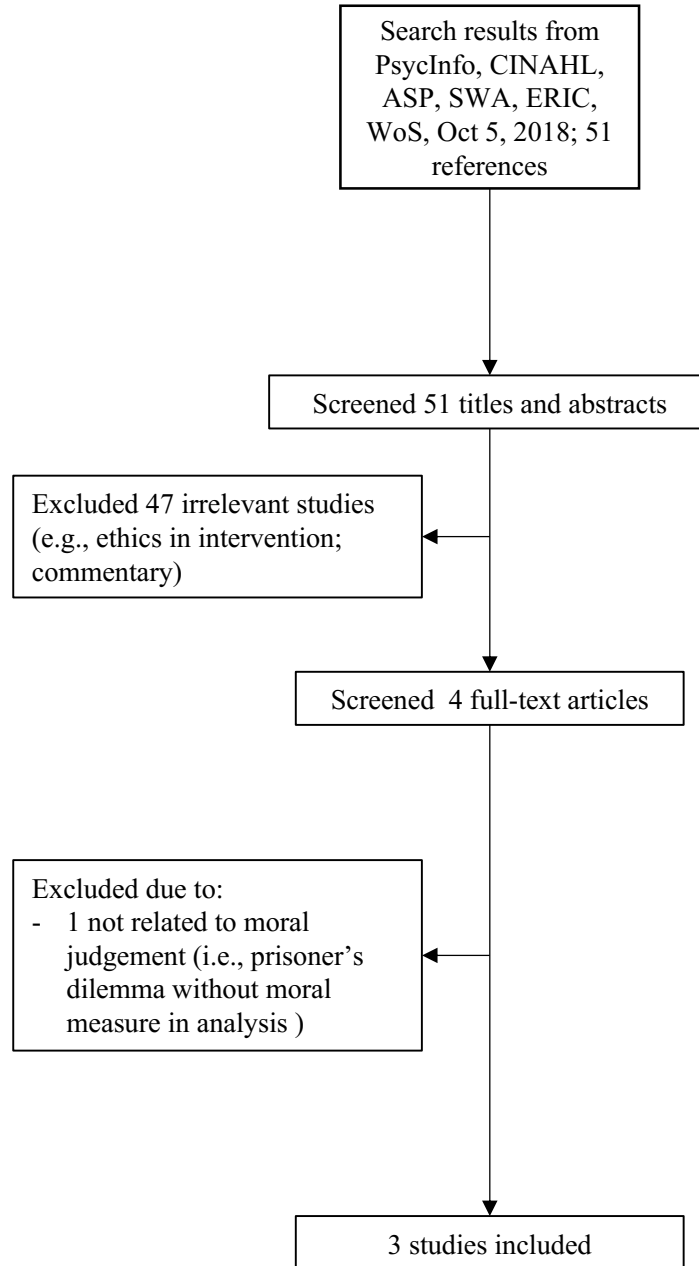 Search results from
PsycInfo, CINAHL,
ASP, SWA, ERIC,
WoS, Oct 5, 2018; 51
references
Screened 51 titles and abstracts
Excluded 47 irrelevant studies
(e.g., ethics in intervention;
commentary)
Screened  4 full-text articles
Excluded due to:
- 1 not related to moral
judgement (i.e., prisoner’s
dilemma without moral
measure in analysis )
3 studies included